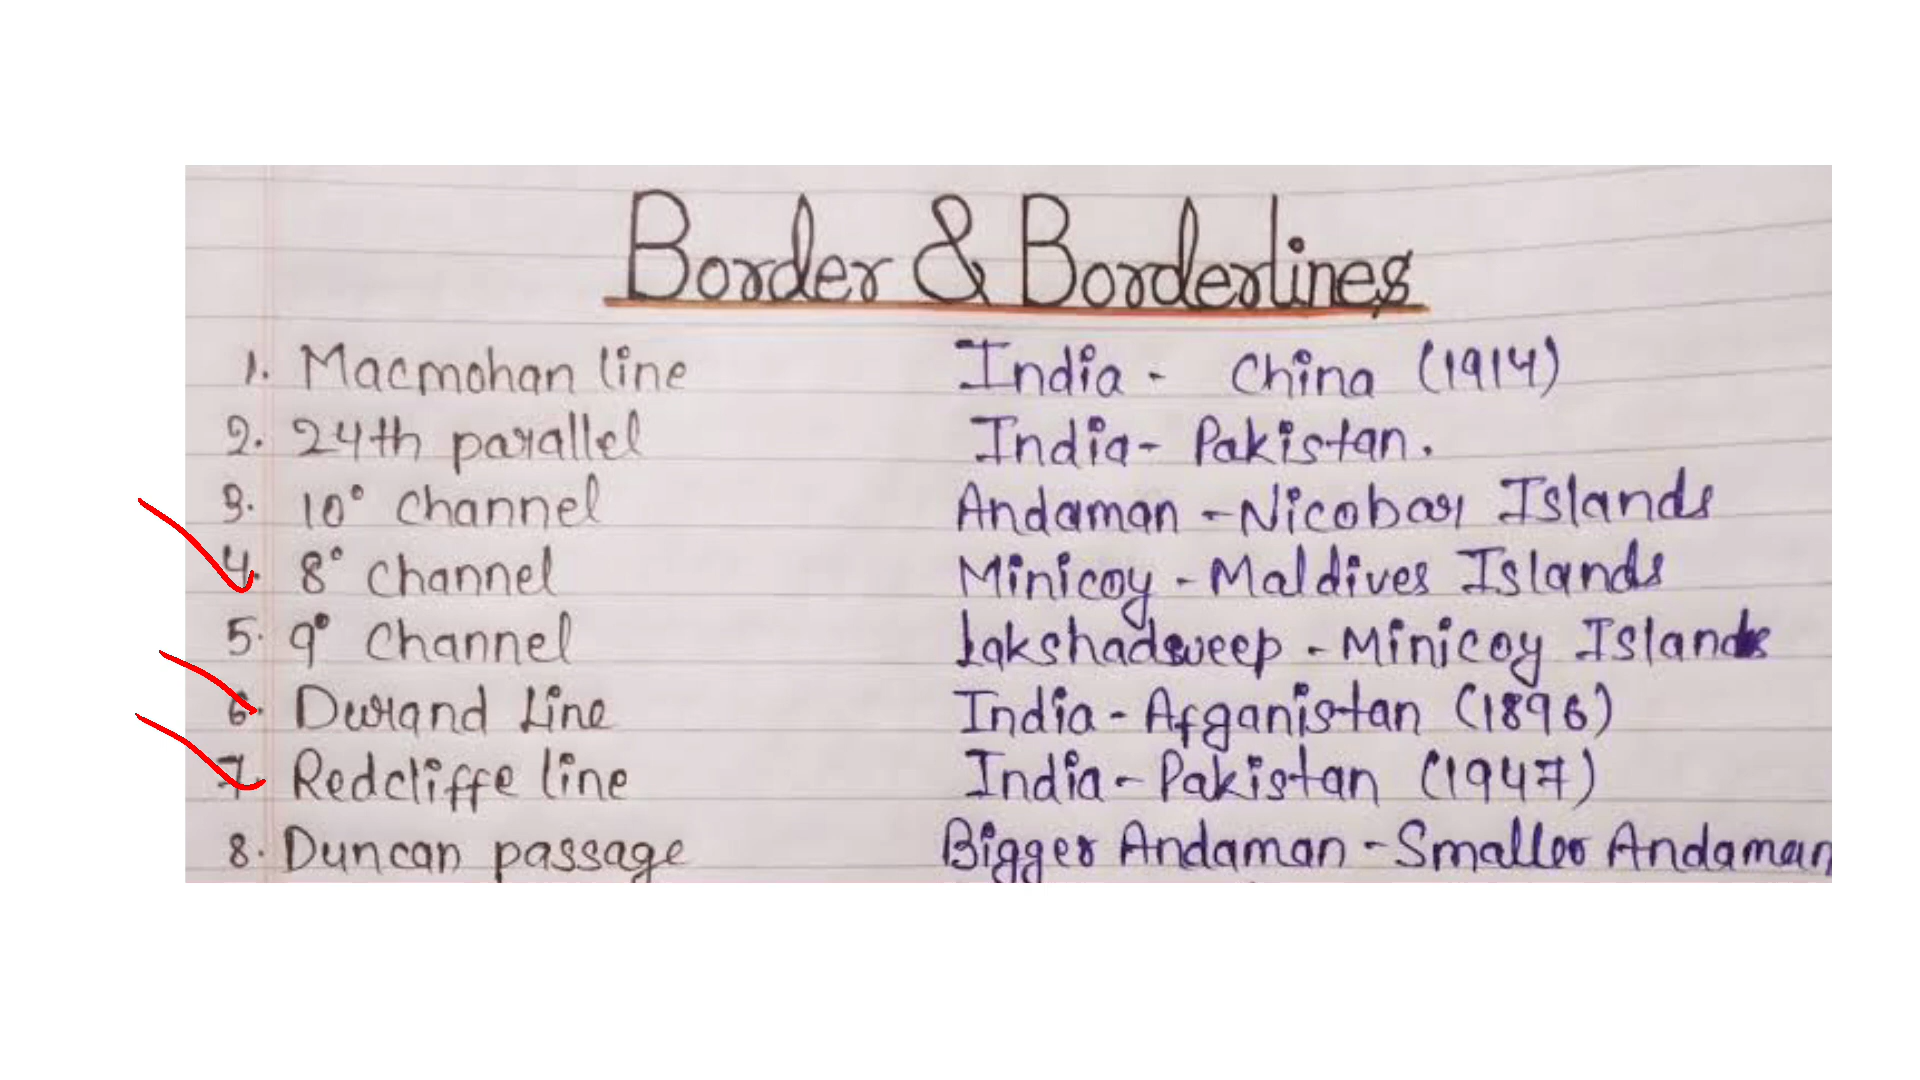 Border & Borderlines
1. Macmohan line India - China (1914)
2. 24th parallel India - Pakistan.
3. 10° Channel Andaman - Nicobar Islands
4. 8° Channel Minicoy - Maldives Islands
5. 9° Channel Lakshadweep - Minicoy Islands
6. Durand Line India - Afganistan (1896)
7. Redcliffe line India - Pakistan (1947)
8. Duncan passage Bigger Andaman - Smaller Andaman